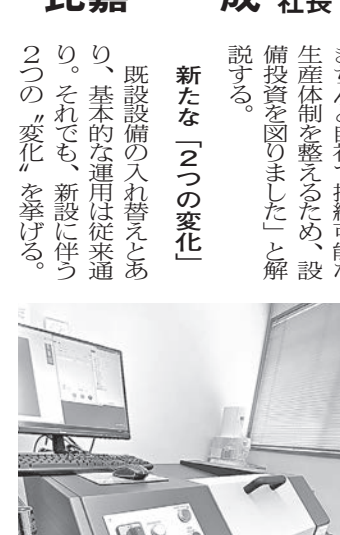 社長
生産体制を整えるため、設
備投資を図りました」と解
説する。
新たな「2つの変化」
既設設備の入れ替えとあ
り、基本的な運用は従来通
り。それでも、新設に伴う
2つの〝変化〟を挙げる。